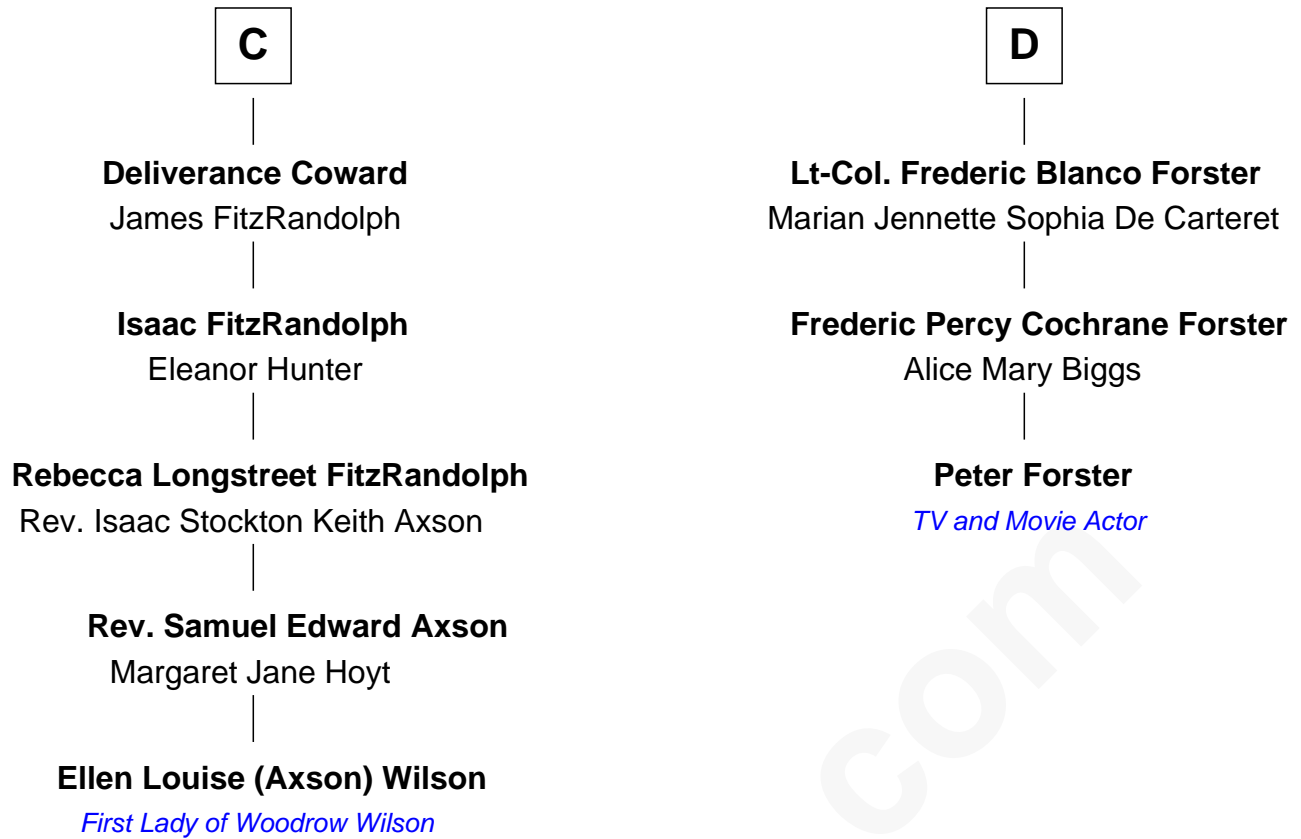 C
Deliverance Coward
James FitzRandolph
Isaac FitzRandolph
Eleanor Hunter
Rebecca Longstreet FitzRandolph
Rev. Isaac Stockton Keith Axson
Rev. Samuel Edward Axson
Margaret Jane Hoyt
Ellen Louise (Axson) Wilson
First Lady of Woodrow Wilson
D
Lt-Col. Frederic Blanco Forster
Marian Jennette Sophia De Carteret
Frederic Percy Cochrane Forster
Alice Mary Biggs
Peter Forster
TV and Movie Actor
com